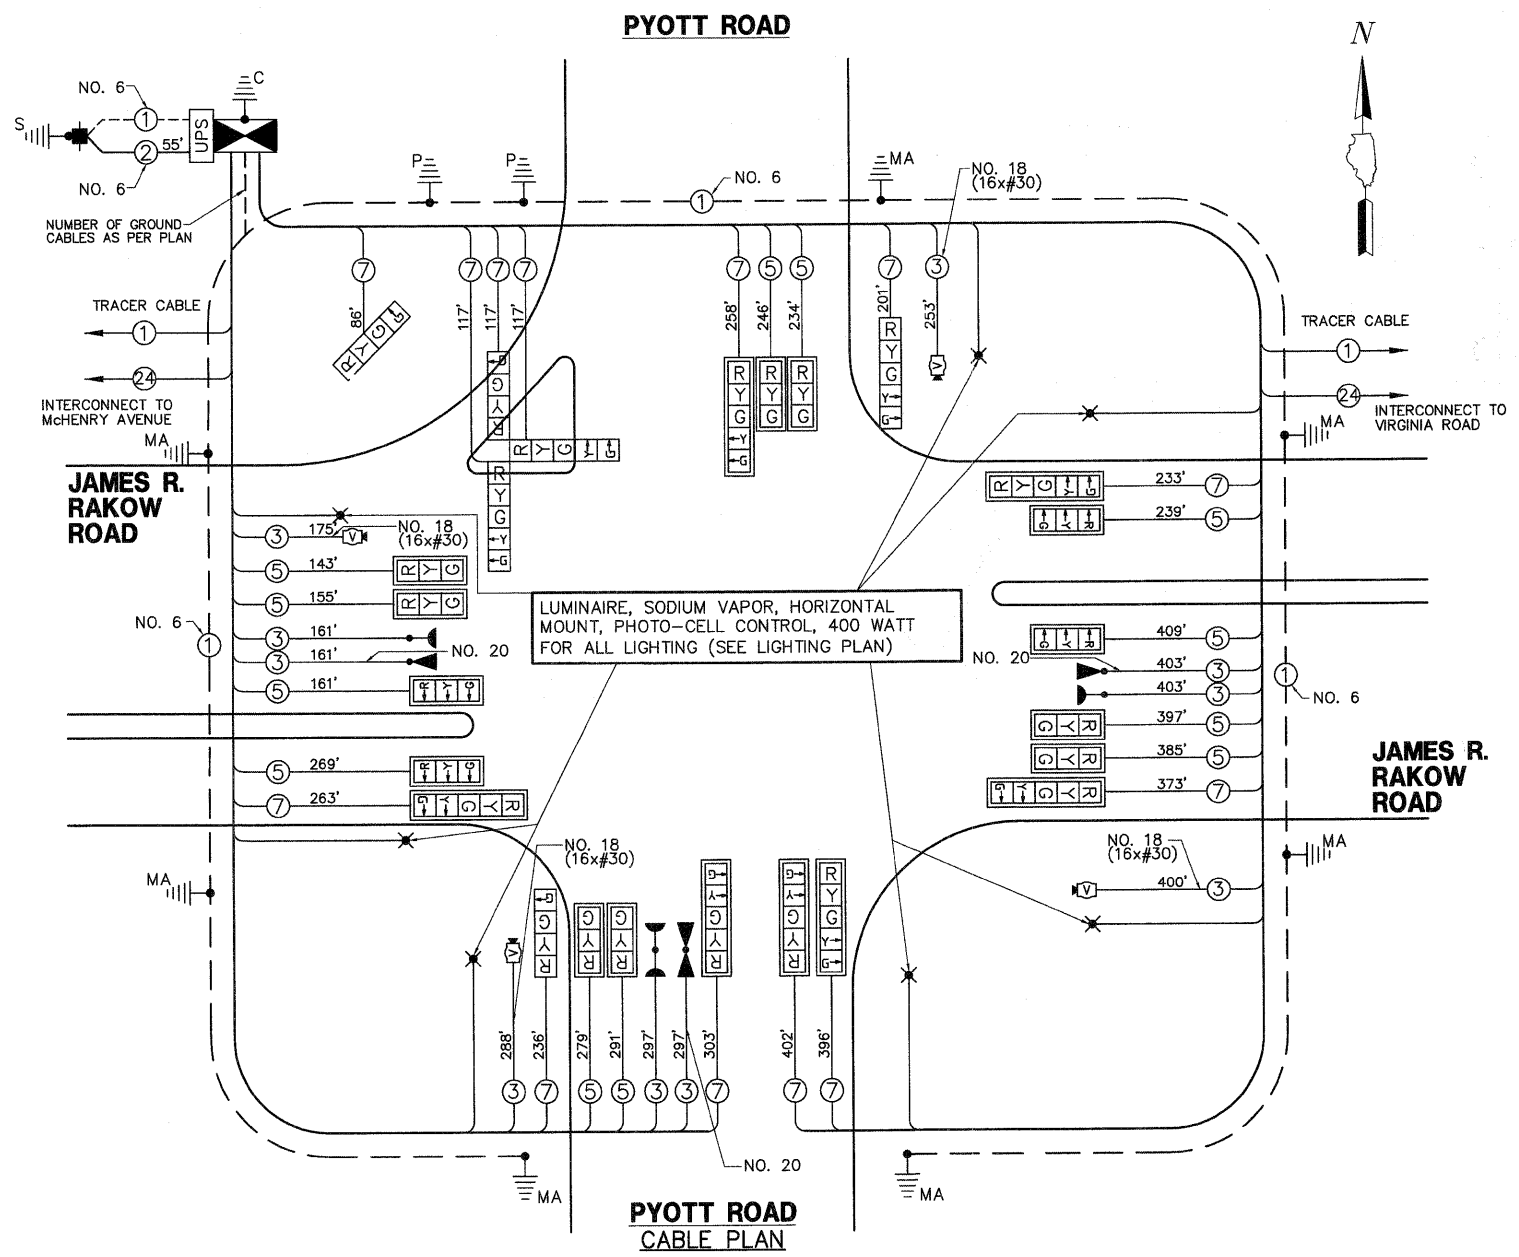 PYOTT ROAD
N
NO. 6
C
S
1
UPS
2
55'
NO. 6
P
P
MA
NO. 18
(16x#30)
1
NO. 6
NUMBER OF GROUND
CABLES AS PER PLAN
7
7
7
7
7
5
5
7
3
86'
117'
117'
117'
258'
246'
234'
201'
253'
TRACER CABLE
1
24
INTERCONNECT TO
McHENRY AVENUE
TRACER CABLE
1
24
INTERCONNECT TO
VIRGINIA ROAD
R Y G G
G G Y R
R Y G Y G
R Y G Y G
R Y G Y G
R Y G
R Y G
R Y G Y G
V
MA
MA
JAMES R.
RAKOW
ROAD
3 175' V
NO. 18
(16x#30)
5 143' R Y G
5 155' R Y G
3 161'
3 161' NO. 20
5 161' R Y G
5 269' R Y G
7 263' G Y G Y R
NO. 6
1
R Y G Y G 233' 7
G Y R 239' 5
LUMINAIRE, SODIUM VAPOR, HORIZONTAL
MOUNT, PHOTO-CELL CONTROL, 400 WATT
FOR ALL LIGHTING (SEE LIGHTING PLAN)
G Y R 409' 5
NO. 20 403' 3
403' 3
G Y R 397' 5
G Y R 385' 5
G Y G Y R 373' 7
1
NO. 6
JAMES R.
RAKOW
ROAD
NO. 18
(16x#30)
V 400' 3
MA
MA
NO. 18
(16x#30)
V
G G Y R
G Y R
G Y R
G Y G Y R
G Y G Y R
R Y G Y G
288'
236'
279'
291'
297'
297'
303'
402'
396'
3
7
5
5
3
3
7
7
7
NO. 20
MA
MA
PYOTT ROAD
CABLE PLAN